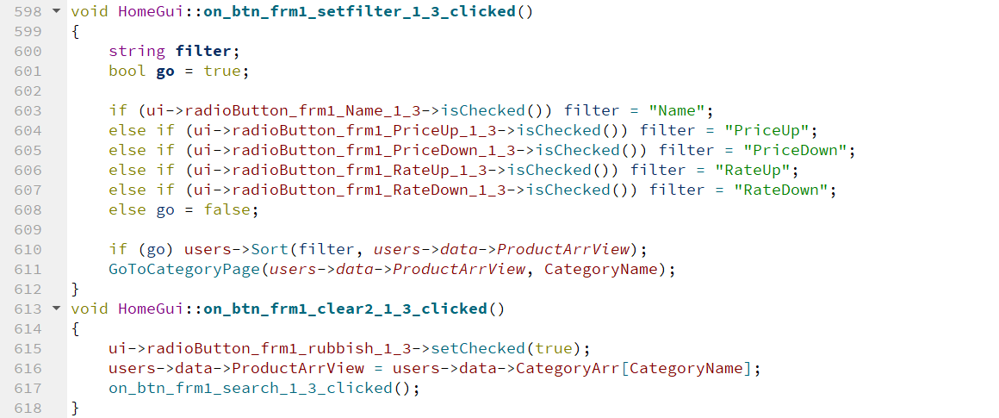 598 void HomeGui::on_btn_frm1_setfilter_1_3_clicked()
599 {
600     string filter;
601     bool go = true;
602
603     if (ui->radioButton_frm1_Name_1_3->isChecked()) filter = "Name";
604     else if (ui->radioButton_frm1_PriceUp_1_3->isChecked()) filter = "PriceUp";
605     else if (ui->radioButton_frm1_PriceDown_1_3->isChecked()) filter = "PriceDown";
606     else if (ui->radioButton_frm1_RateUp_1_3->isChecked()) filter = "RateUp";
607     else if (ui->radioButton_frm1_RateDown_1_3->isChecked()) filter = "RateDown";
608     else go = false;
609
610     if (go) users->Sort(filter, users->data->ProductArrView);
611     GoToCategoryPage(users->data->ProductArrView, CategoryName);
612 }
613 void HomeGui::on_btn_frm1_clear2_1_3_clicked()
614 {
615     ui->radioButton_frm1_rubbish_1_3->setChecked(true);
616     users->data->ProductArrView = users->data->CategoryArr[CategoryName];
617     on_btn_frm1_search_1_3_clicked();
618 }